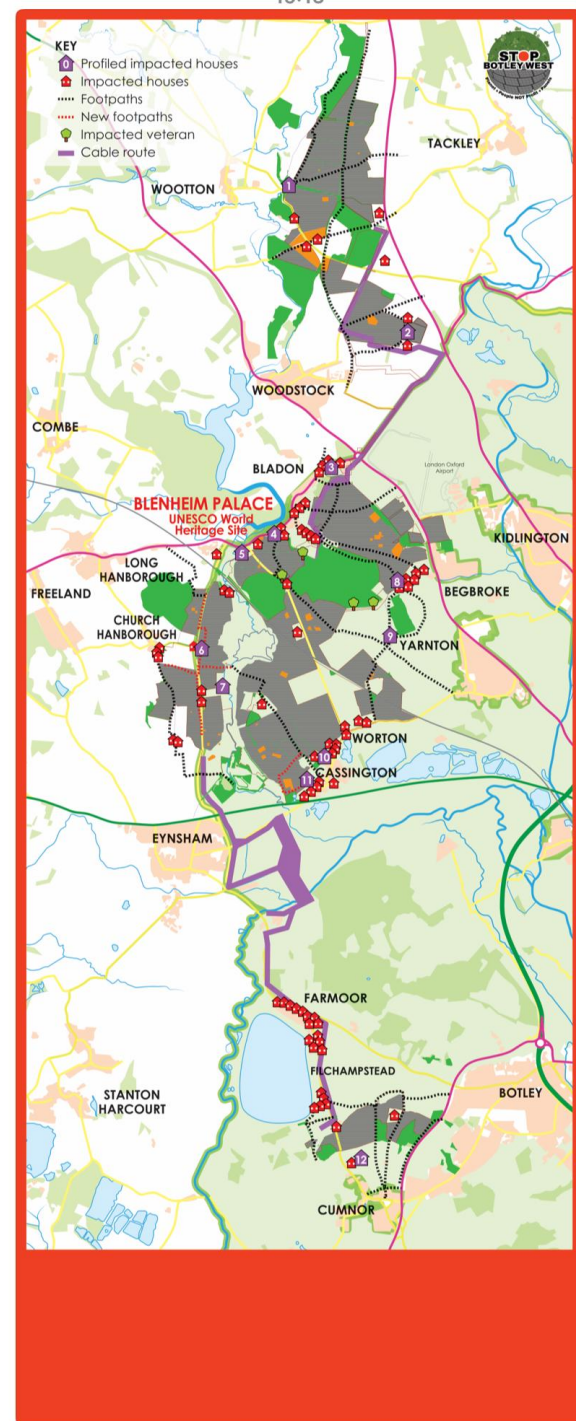 KEY
0 Profiled impacted houses
Impacted houses
Footpaths
New footpaths
Impacted veteran
Cable route
STOP
BOTLEY WEST
TACKLEY
WOOTTON
1
2
WOODSTOCK
COMBE
BLADON
3
London Oxford
Airport
BLENHEIM PALACE
UNESCO World
Heritage Site
4
5
KIDLINGTON
LONG
HANBOROUGH
FREELAND
8
BEGBROKE
CHURCH
HANBOROUGH
9
YARNTON
6
7
WORTON
10
CASSINGTON
11
EYNSHAM
FARMOOR
FILCHAMPSTEAD
STANTON
HARCOURT
BOTLEY
12
CUMNOR